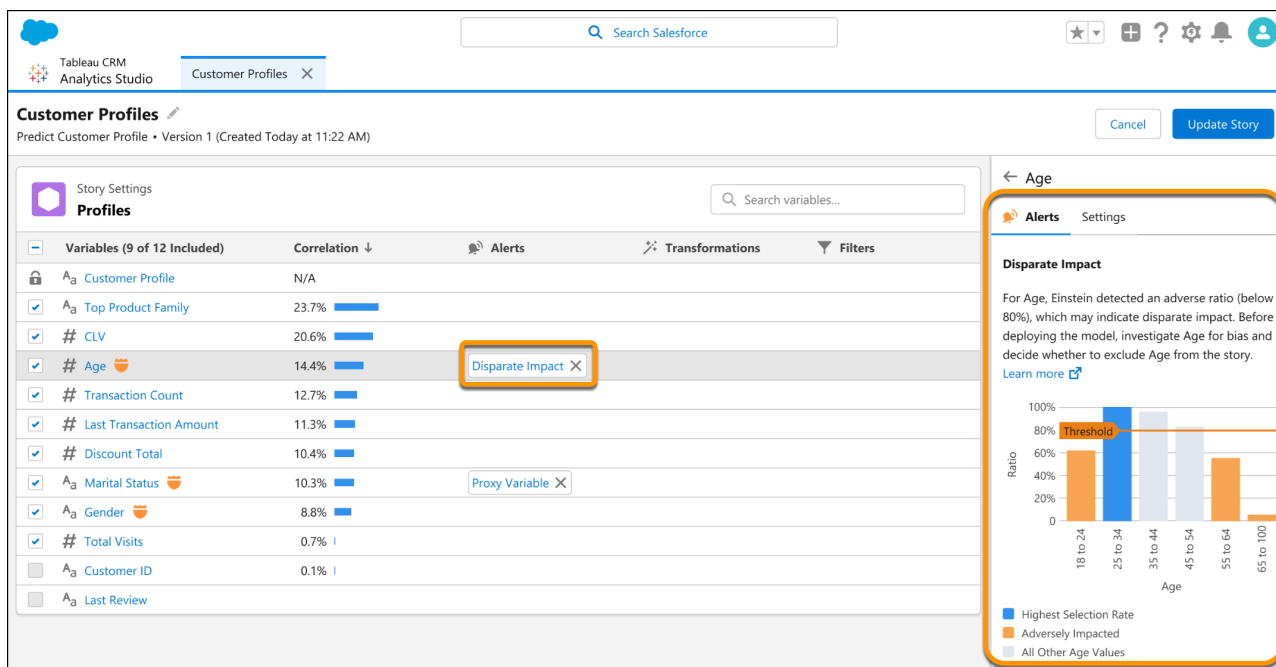 Search Salesforce
Tableau CRM
Analytics Studio
Customer Profiles
Customer Profiles
Predict Customer Profile • Version 1 (Created Today at 11:22 AM)
Cancel
Update Story
Story Settings
Profiles
Search variables...
Variables (9 of 12 Included) Correlation ↓ Alerts Transformations Filters
Aa Customer Profile N/A
Aa Top Product Family 23.7%
# CLV 20.6%
# Age 14.4% Disparate Impact
# Transaction Count 12.7%
# Last Transaction Amount 11.3%
# Discount Total 10.4%
Aa Marital Status 10.3% Proxy Variable
Aa Gender 8.8%
# Total Visits 0.7%
Aa Customer ID 0.1%
Aa Last Review
← Age
Alerts Settings
Disparate Impact
For Age, Einstein detected an adverse ratio (below
80%), which may indicate disparate impact. Before
deploying the model, investigate Age for bias and
decide whether to exclude Age from the story.
Learn more
100%
80% Threshold
60%
40%
20%
0
Ratio
18 to 24
25 to 34
35 to 44
45 to 54
55 to 64
65 to 100
Age
Highest Selection Rate
Adversely Impacted
All Other Age Values